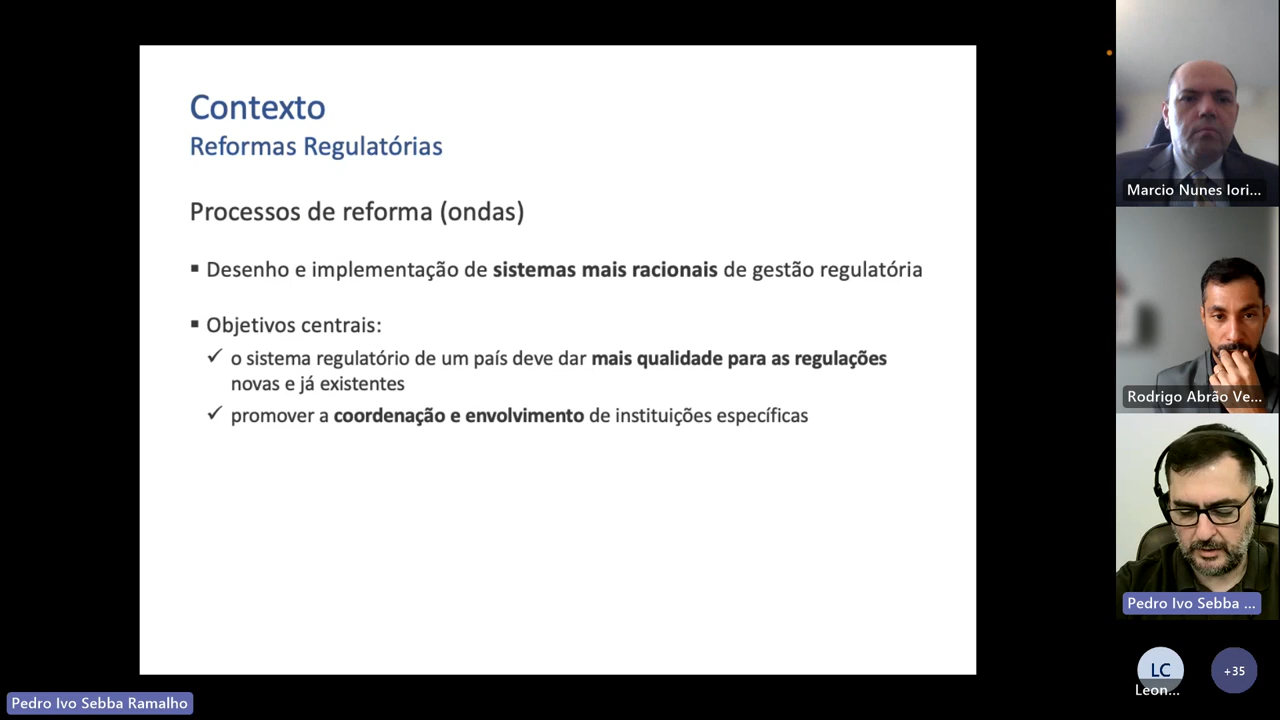 Contexto
Reformas Regulatórias
Processos de reforma (ondas)
▪ Desenho e implementação de sistemas mais racionais de gestão regulatória
▪ Objetivos centrais:
✓ o sistema regulatório de um país deve dar mais qualidade para as regulações
novas e já existentes
✓ promover a coordenação e envolvimento de instituições específicas
Marcio Nunes Iori...
Rodrigo Abrão Ve...
Pedro Ivo Sebba ...
LC
Leon...
+35
Pedro Ivo Sebba Ramalho